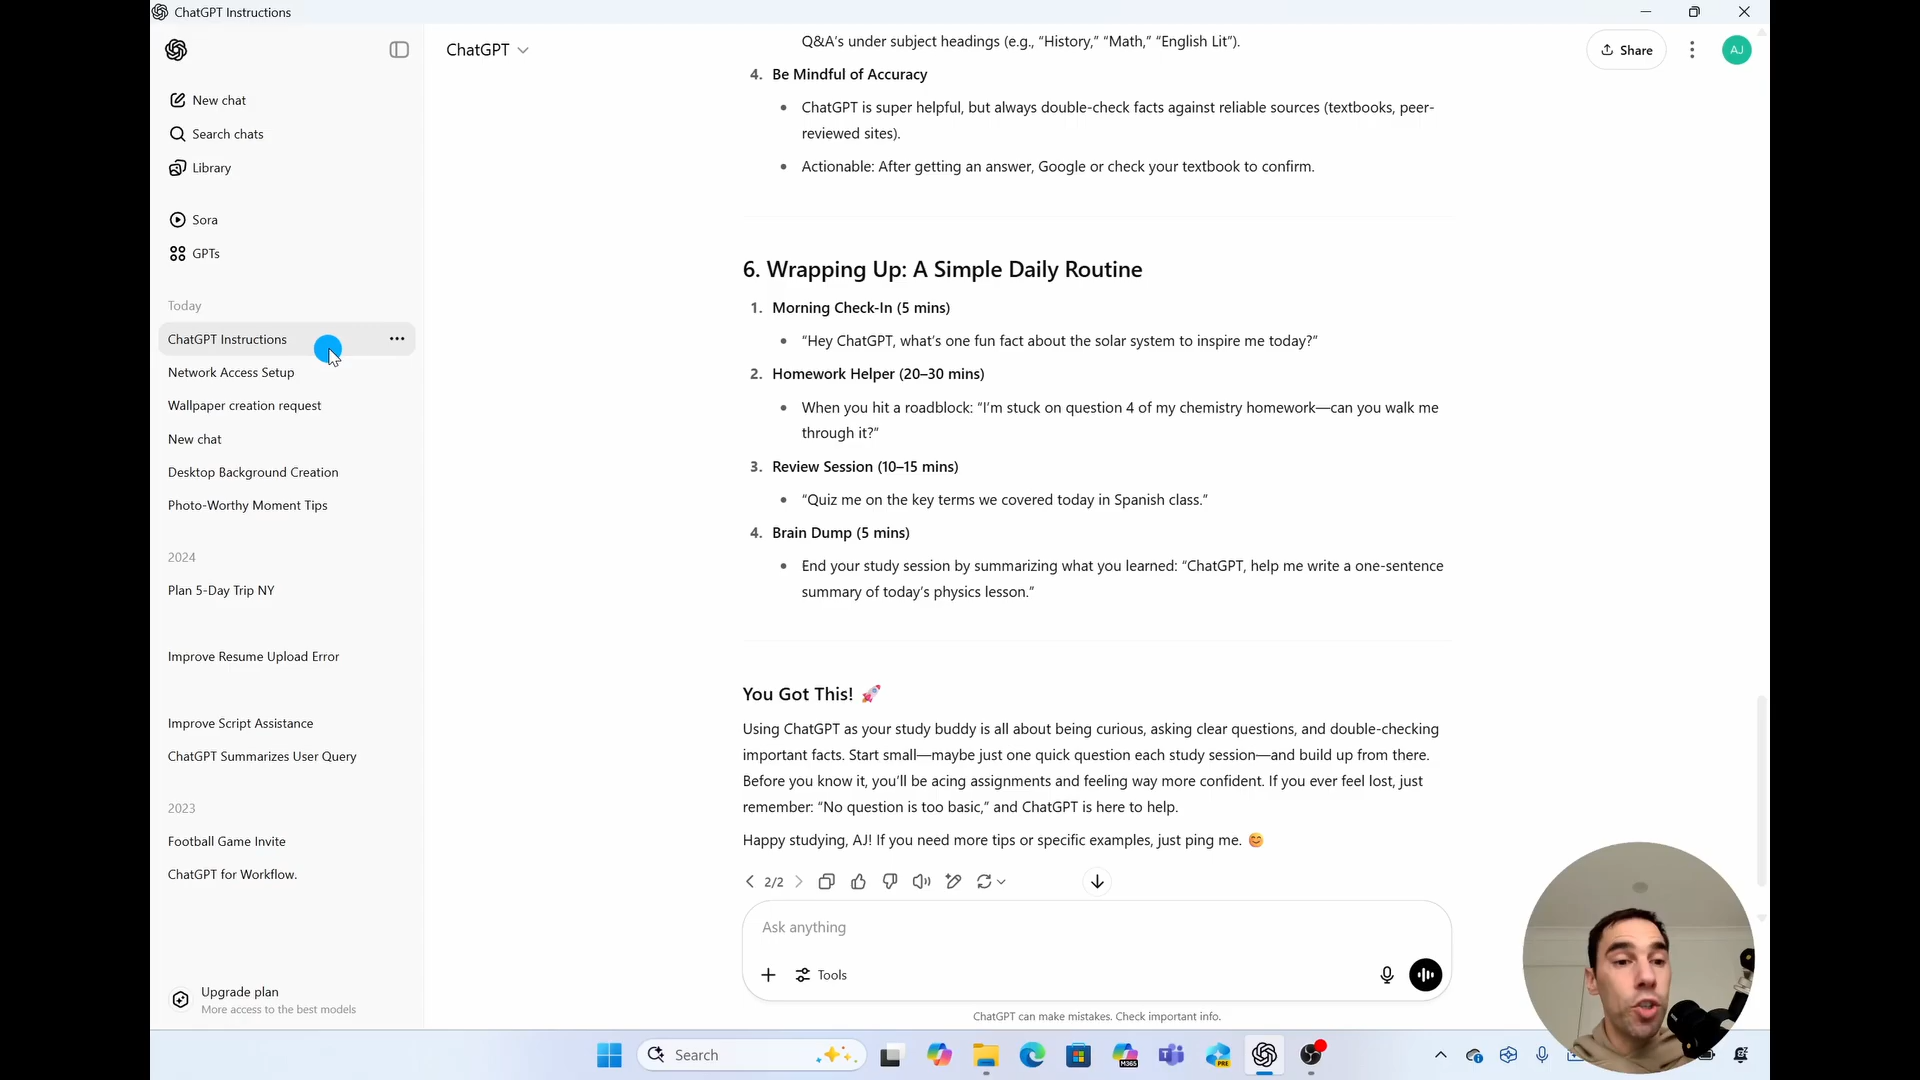 ChatGPT Instructions
ChatGPT
Share
AJ
New chat
Search chats
Library
Sora
GPTs
Today
ChatGPT Instructions
Network Access Setup
Wallpaper creation request
New chat
Desktop Background Creation
Photo-Worthy Moment Tips
2024
Plan 5-Day Trip NY
Improve Resume Upload Error
Improve Script Assistance
ChatGPT Summarizes User Query
2023
Football Game Invite
ChatGPT for Workflow.
Upgrade plan
More access to the best models
Q&A’s under subject headings (e.g., “History,” “Math,” “English Lit”).
4. Be Mindful of Accuracy
• ChatGPT is super helpful, but always double-check facts against reliable sources (textbooks, peer-
reviewed sites).
• Actionable: After getting an answer, Google or check your textbook to confirm.
6. Wrapping Up: A Simple Daily Routine
1. Morning Check-In (5 mins)
• “Hey ChatGPT, what’s one fun fact about the solar system to inspire me today?”
2. Homework Helper (20–30 mins)
• When you hit a roadblock: “I’m stuck on question 4 of my chemistry homework—can you walk me
through it?”
3. Review Session (10–15 mins)
• “Quiz me on the key terms we covered today in Spanish class.”
4. Brain Dump (5 mins)
• End your study session by summarizing what you learned: “ChatGPT, help me write a one-sentence
summary of today’s physics lesson.”
You Got This! 🚀
Using ChatGPT as your study buddy is all about being curious, asking clear questions, and double-checking
important facts. Start small—maybe just one quick question each study session—and build up from there.
Before you know it, you’ll be acing assignments and feeling way more confident. If you ever feel lost, just
remember: “No question is too basic,” and ChatGPT is here to help.
Happy studying, AJ! If you need more tips or specific examples, just ping me. 😊
2/2
Ask anything
Tools
ChatGPT can make mistakes. Check important info.
Search
M365
PRE